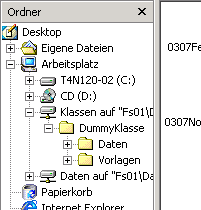 Ordner
Desktop
Eigene Dateien
Arbeitsplatz
T4N120-02 (C:)
CD (D:)
Klassen auf "Fs01\D
DummyKlasse
Daten
Vorlagen
Daten auf "Fs01\Da
Papierkorb
Internet Explorer
0307Fe
0307No